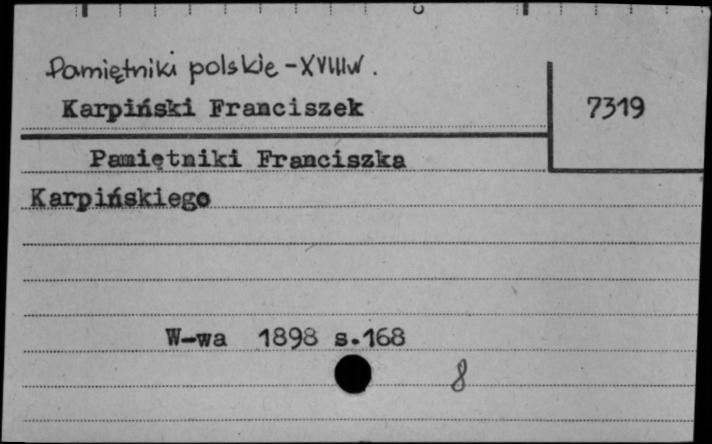 Pamiętniki polskie - XVIIIw.
Karpiński Franciszek
7319
Pamiętniki Franciszka
Karpińskiego
W-wa 1898 s.168
8